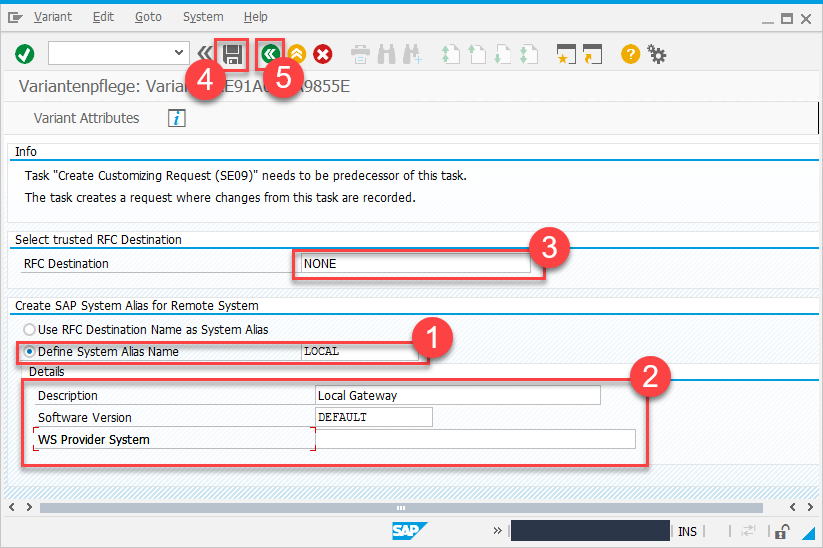 Variant Edit Goto System Help
4 5
Variantenpflege: Varian
9855E
Variant Attributes i
Info
Task "Create Customizing Request (SE09)" needs to be predecessor of this task.
The task creates a request where changes from this task are recorded.
Select trusted RFC Destination
RFC Destination NONE 3
Create SAP System Alias for Remote System
Use RFC Destination Name as System Alias
Define System Alias Name LOCAL 1
Details 2
Description Local Gateway
Software Version DEFAULT
WS Provider System
SAP » INS